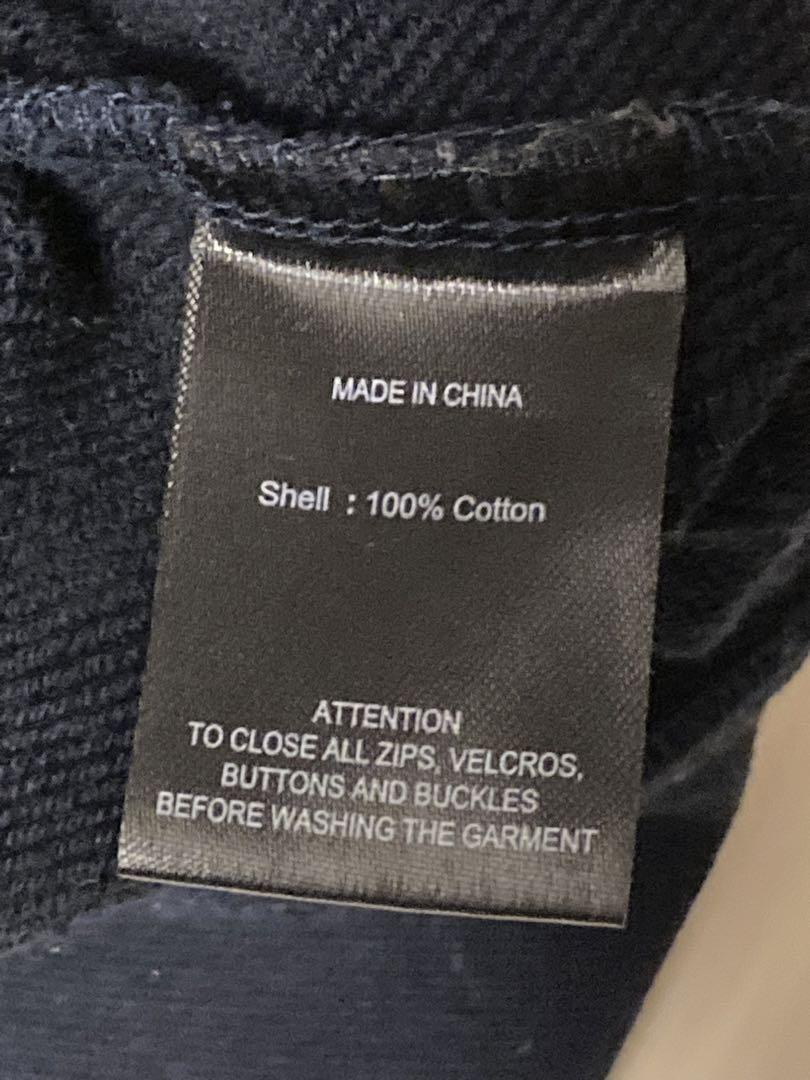 MADE IN CHINA
Shell : 100% Cotton
ATTENTION
TO CLOSE ALL ZIPS, VELCROS,
BUTTONS AND BUCKLES
BEFORE WASHING THE GARMENT